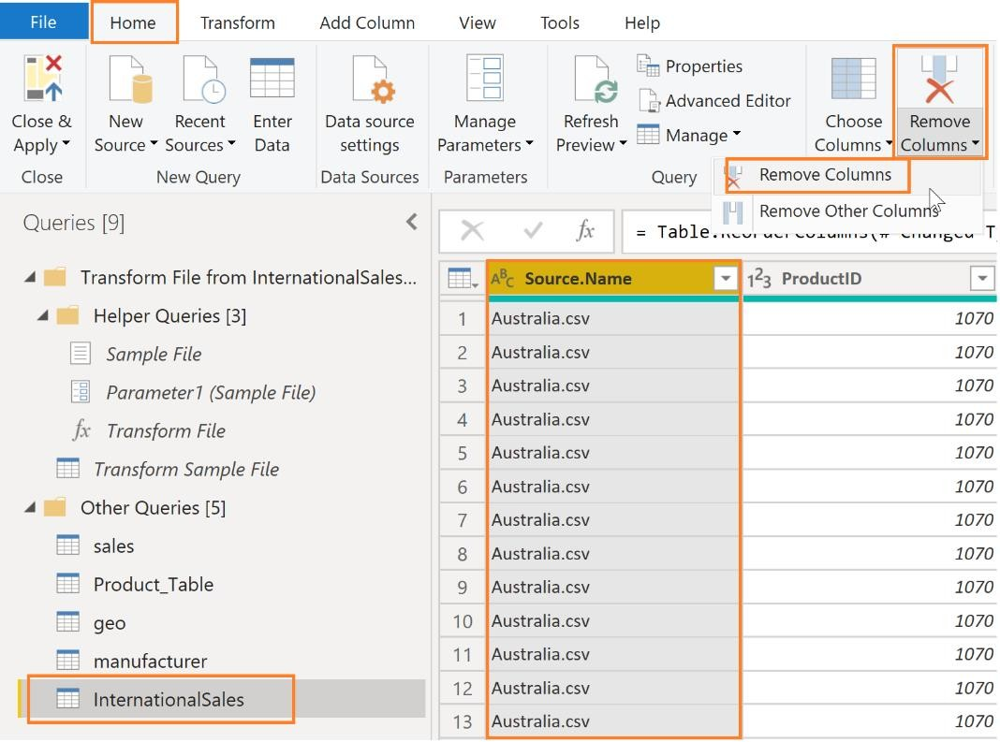 File Home Transform Add Column View Tools Help
Close & Apply
New Source
Recent Sources
Enter Data
Data source settings
Manage Parameters
Refresh Preview
Properties
Advanced Editor
Manage
Choose Columns
Remove Columns
Close New Query Data Sources Parameters Query
Remove Columns
Remove Other Columns
Queries [9]
fx
Transform File from InternationalSales...
Helper Queries [3]
Sample File
Parameter1 (Sample File)
fx Transform File
Transform Sample File
Other Queries [5]
sales
Product_Table
geo
manufacturer
InternationalSales
ABC Source.Name 123 ProductID
1 Australia.csv 1070
2 Australia.csv 1070
3 Australia.csv 1070
4 Australia.csv 1070
5 Australia.csv 1070
6 Australia.csv 1070
7 Australia.csv 1070
8 Australia.csv 1070
9 Australia.csv 1070
10 Australia.csv 1070
11 Australia.csv 1070
12 Australia.csv 1070
13 Australia.csv 1070